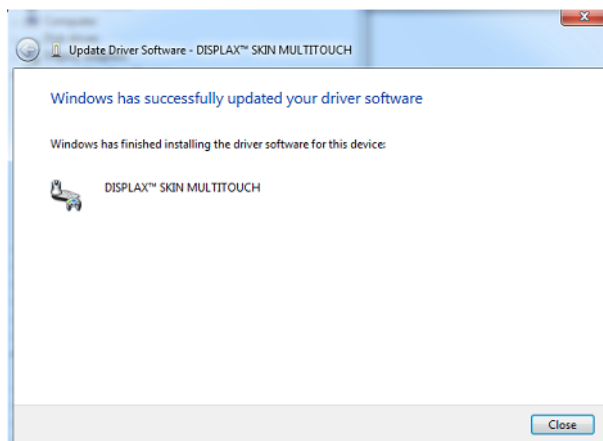 Computer
Update Driver Software - DISPLAX™ SKIN MULTITOUCH
Windows has successfully updated your driver software
Windows has finished installing the driver software for this device:
DISPLAX™ SKIN MULTITOUCH
Close